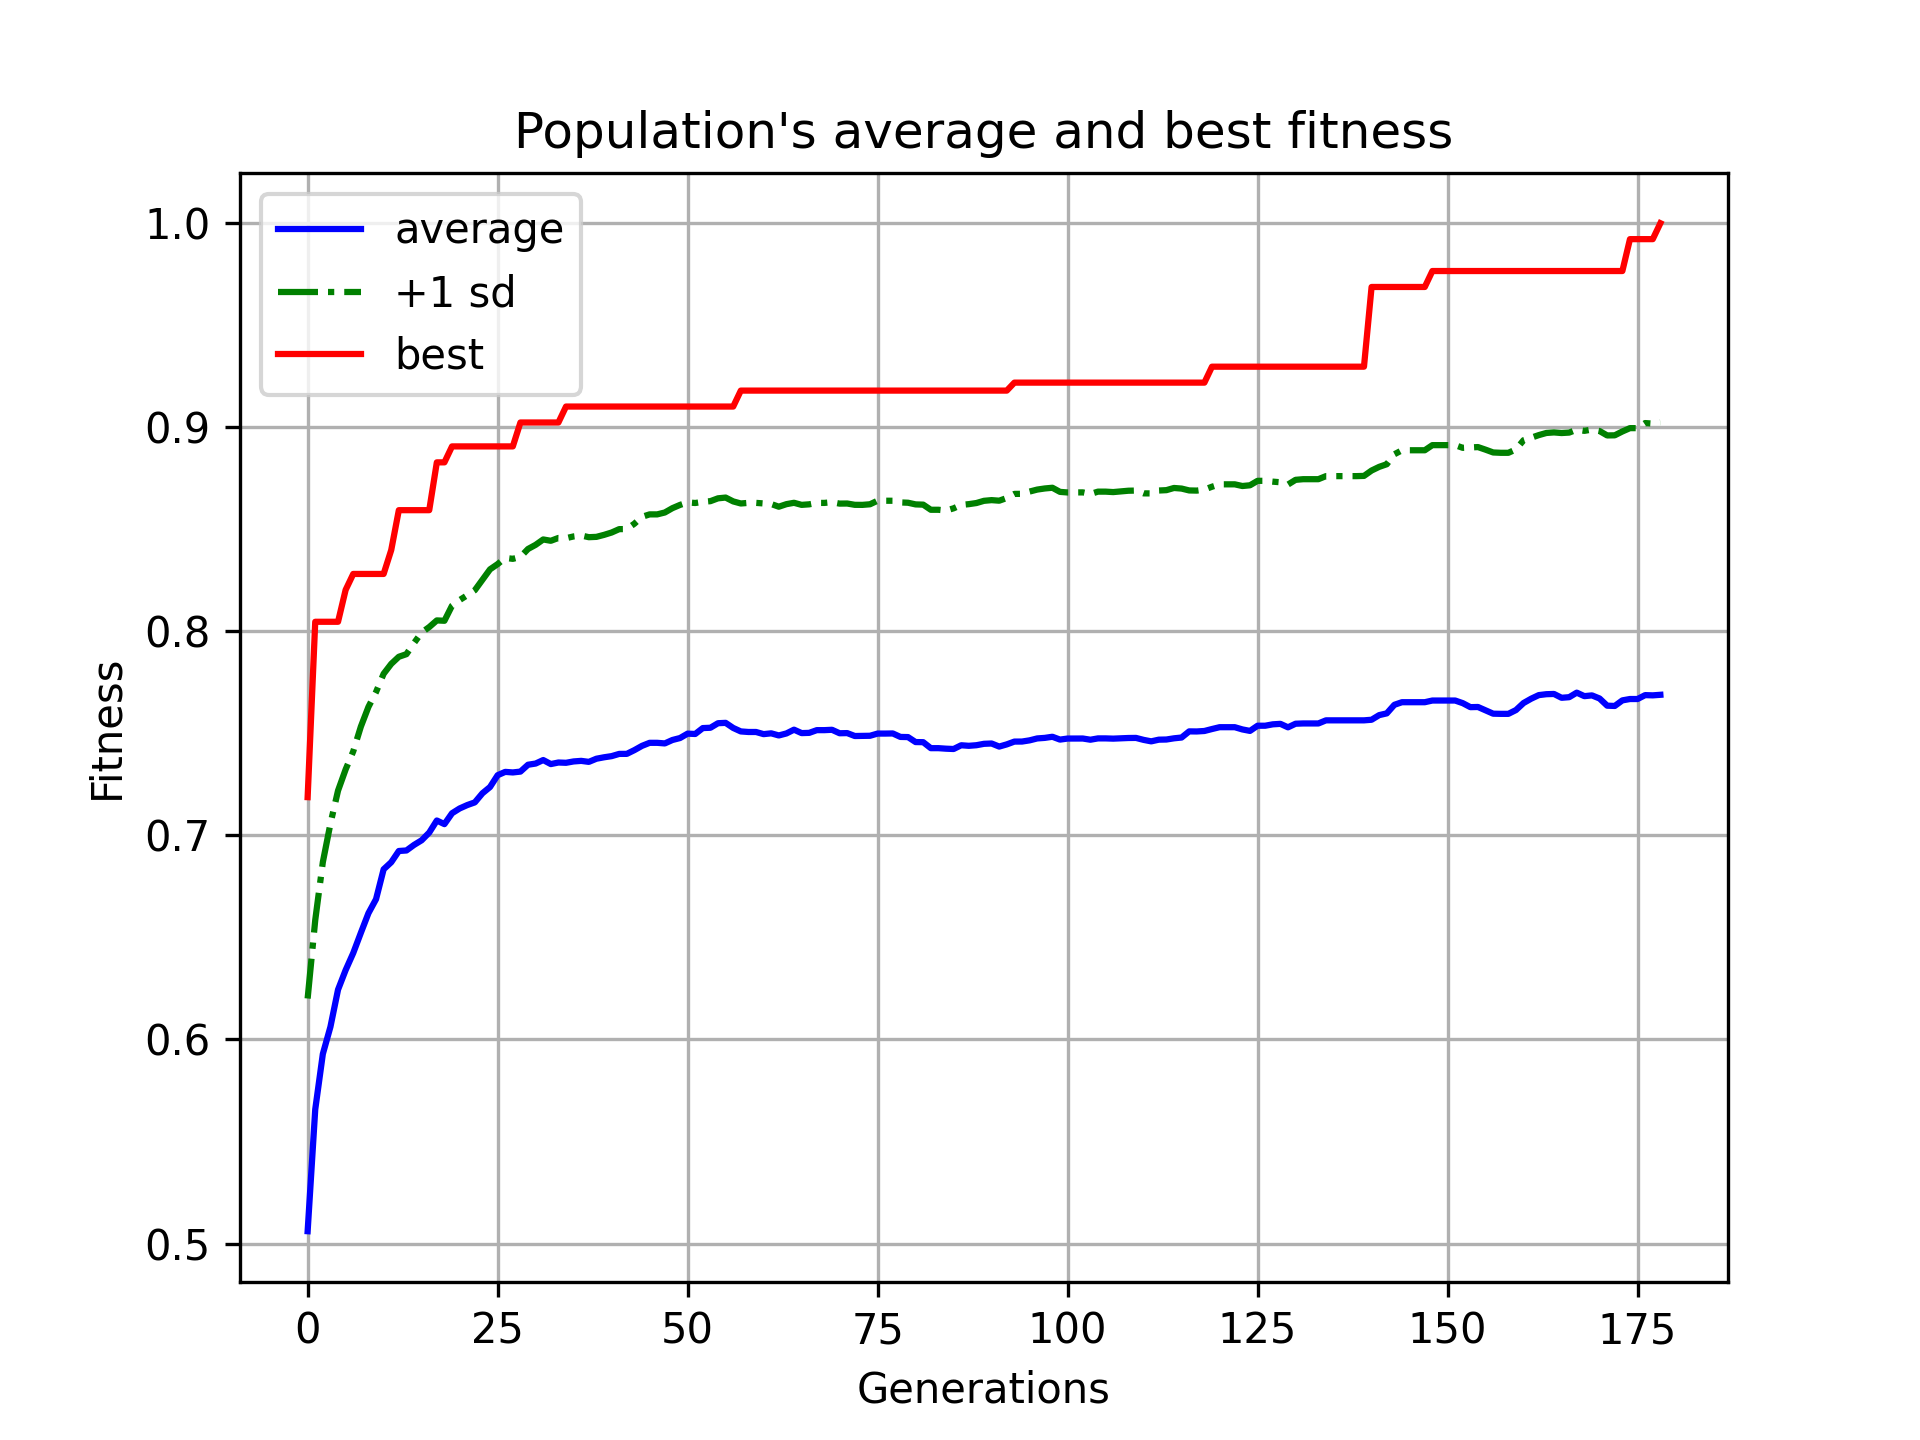 Population's average and best fitness
average
+1 sd
best
1.0
0.9
0.8
0.7
0.6
0.5
Fitness
0 25 50 75 100 125 150 175
Generations